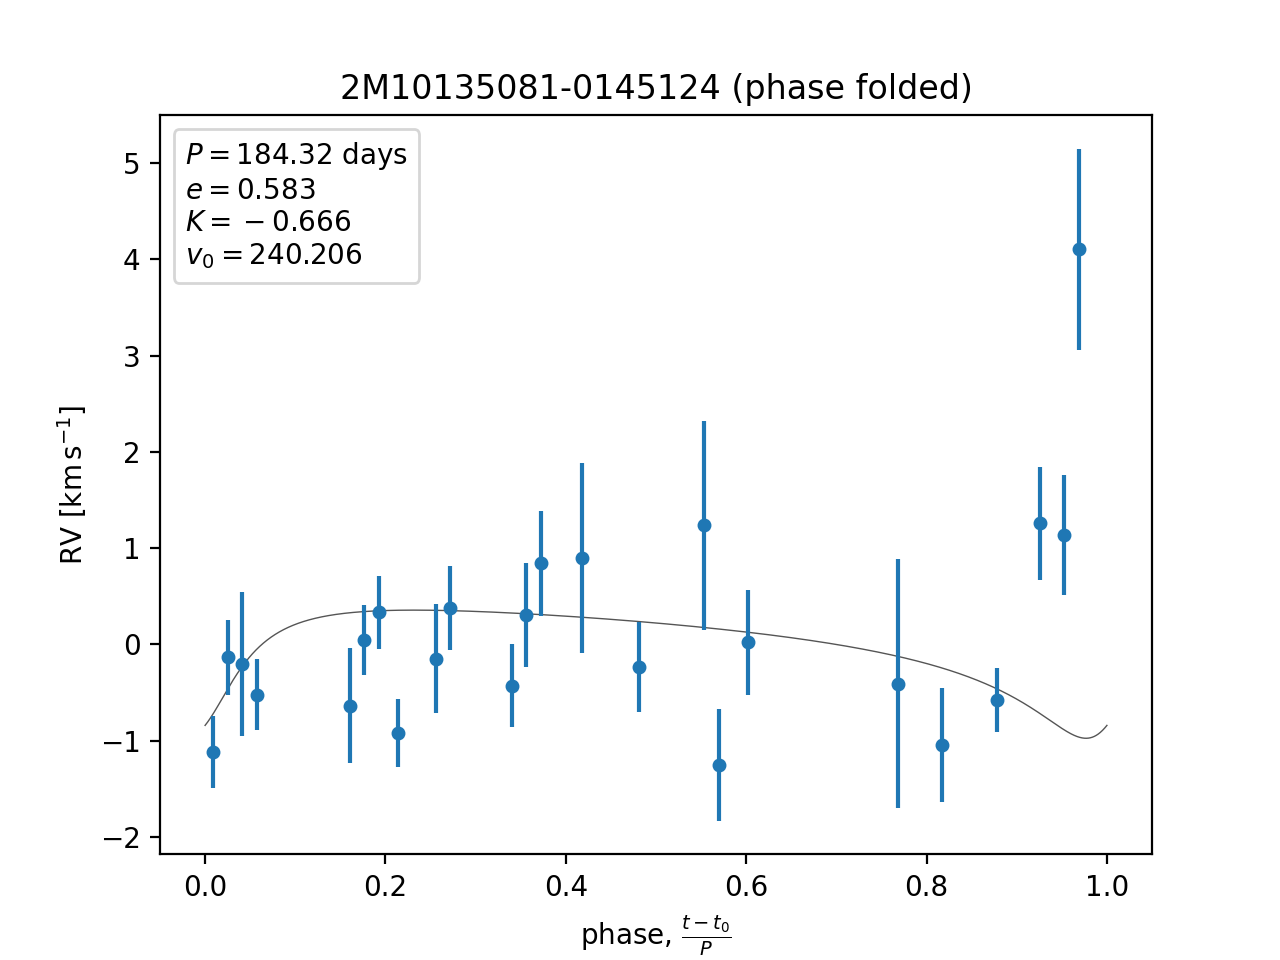 2M10135081-0145124 (phase folded)
P = 184.32 days
e = 0.583
K = −0.666
v₀ = 240.206
5
4
3
2
1
0
−1
−2
RV [km s⁻¹]
0.0 0.2 0.4 0.6 0.8 1.0
phase, (t − t₀)/P